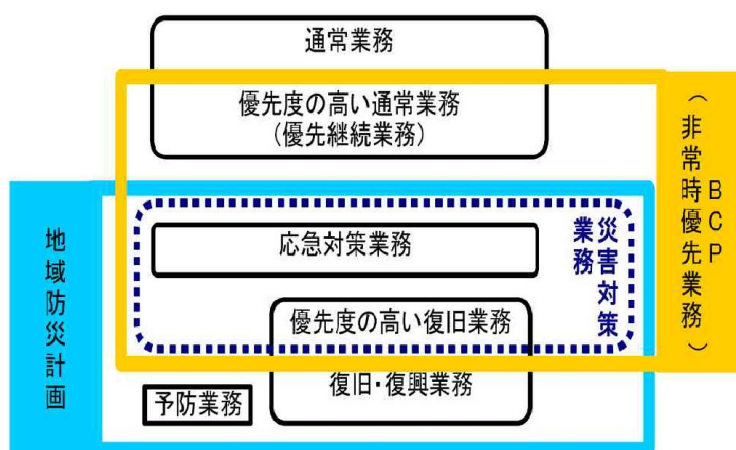 通常業務
優先度の高い通常業務
(優先継続業務)
BCP
(非常時優先業務)
地域防災計画
災害対策
業務
応急対策業務
優先度の高い復旧業務
復旧・復興業務
予防業務